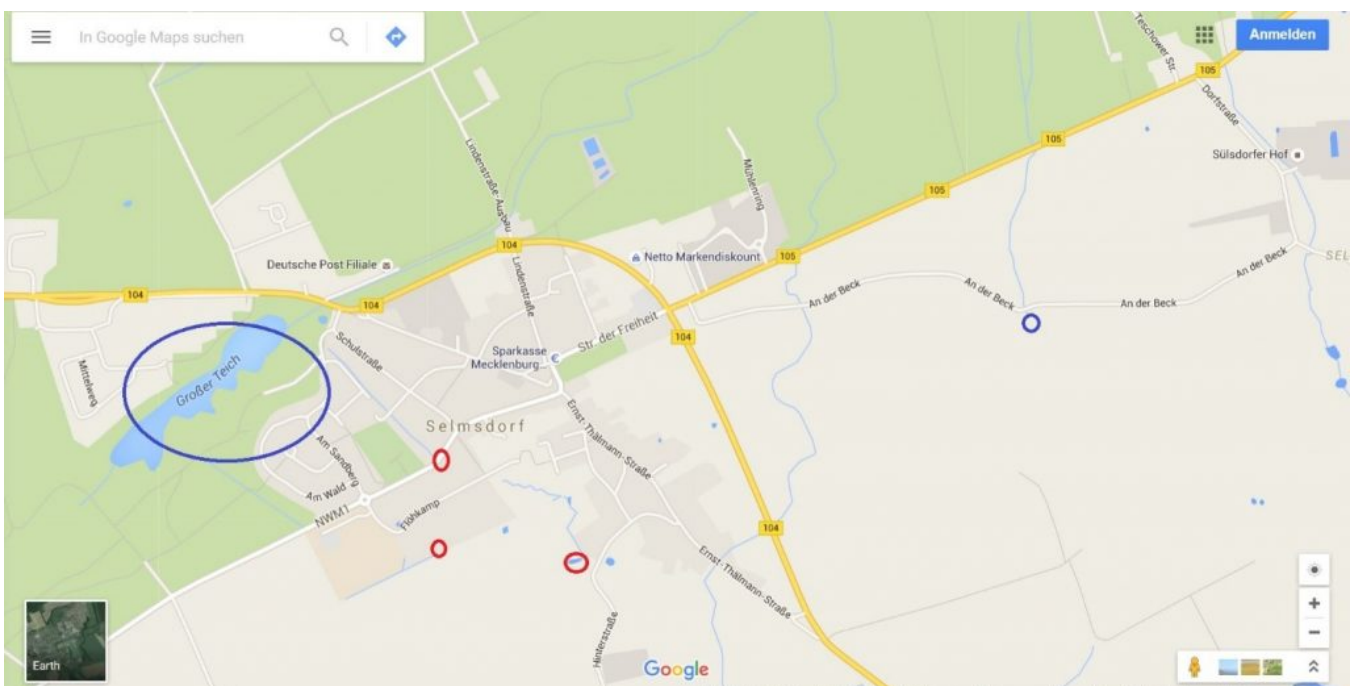 In Google Maps suchen
Anmelden
Teschower Str.
105
Dorfstraße
Sülsdorfer Hof
105
Lindenstraße-Ausbau
Mühlenring
105
104
Deutsche Post Filiale
Netto Markendiskount
105
Lindenstraße
An der Beck
SEL
104
104
An der Beck
An der Beck
An der Beck
Str. der Freiheit
104
Schulstraße
Sparkasse
Mecklenburg...
Großer Teich
Mittelweg
Selmsdorf
Ernst-Thälmann-Straße
Am Sandberg
Am Wald
NWM1
Flöhkamp
104
Ernst-Thälmann-Straße
Hinterstraße
Earth
Google